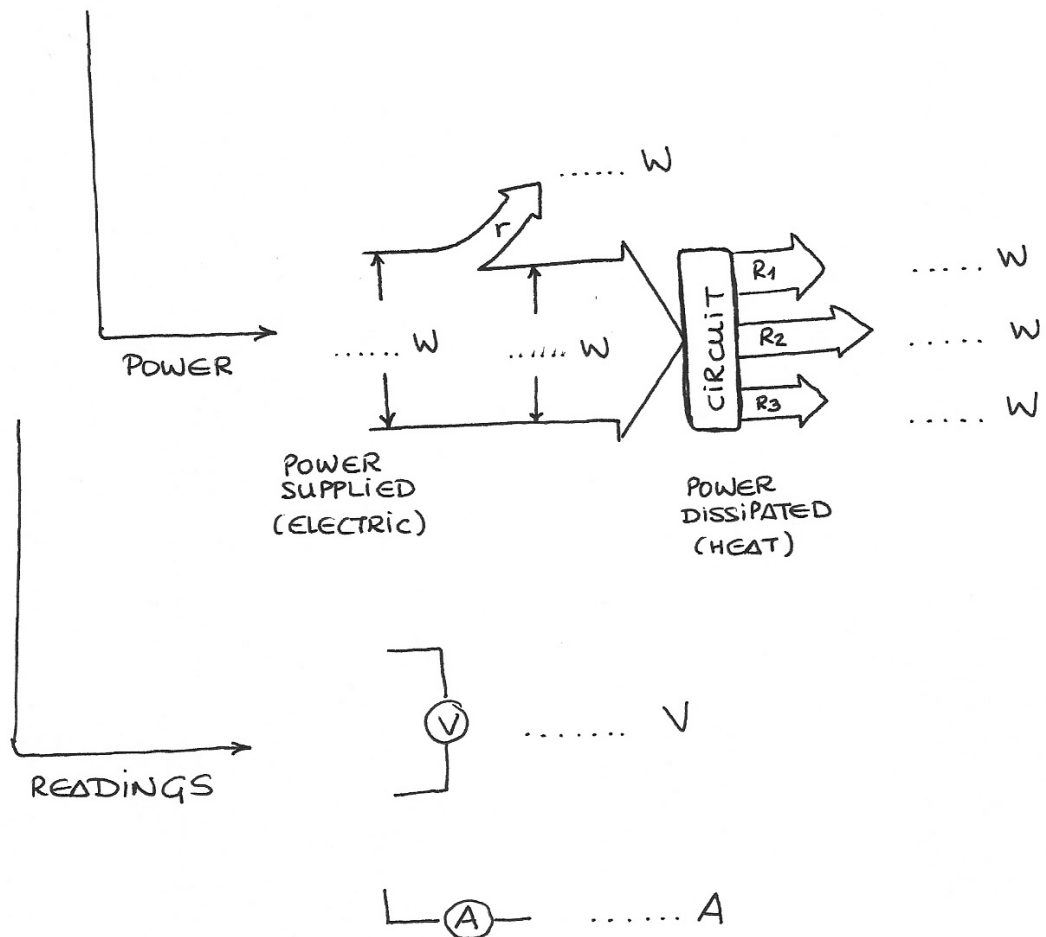 ...... W
r
R1
..... W
...... W
...... W
CiRCUiT
R2
..... W
POWER
R3
..... W
POWER
SUPPLiED
(ELECTRiC)
POWER
DiSSiPATED
(HEAT)
V
....... V
READiNGS
A
....... A